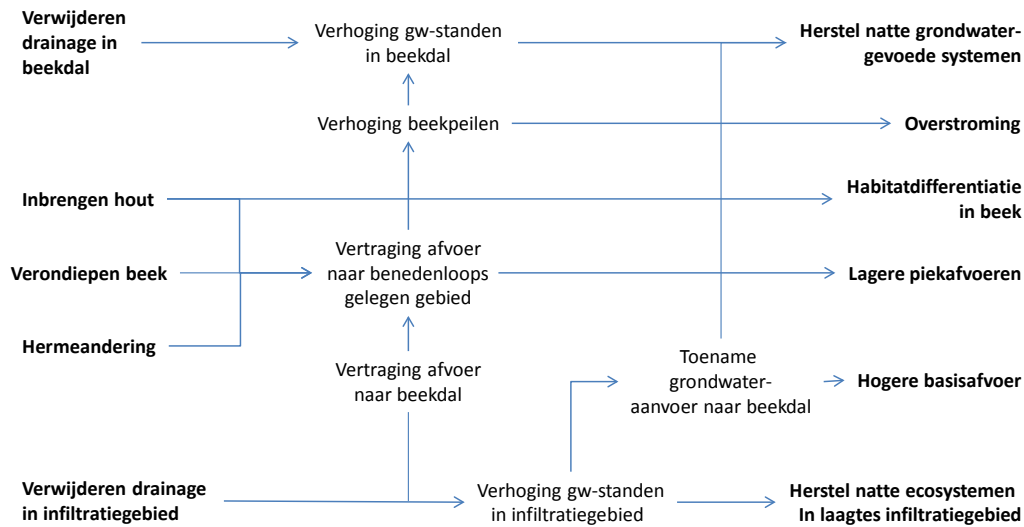 Verwijderen
drainage in
beekdal
Verhoging gw-standen
in beekdal
Herstel natte grondwater-
gevoede systemen
Verhoging beekpeilen
Overstroming
Inbrengen hout
Habitatdifferentiatie
in beek
Verondiepen beek
Vertraging afvoer
naar benedenloops
gelegen gebied
Lagere piekafvoeren
Hermeandering
Vertraging afvoer
naar beekdal
Toename
grondwater-
aanvoer naar beekdal
Hogere basisafvoer
Verwijderen drainage
in infiltratiegebied
Verhoging gw-standen
in infiltratiegebied
Herstel natte ecosystemen
In laagtes infiltratiegebied